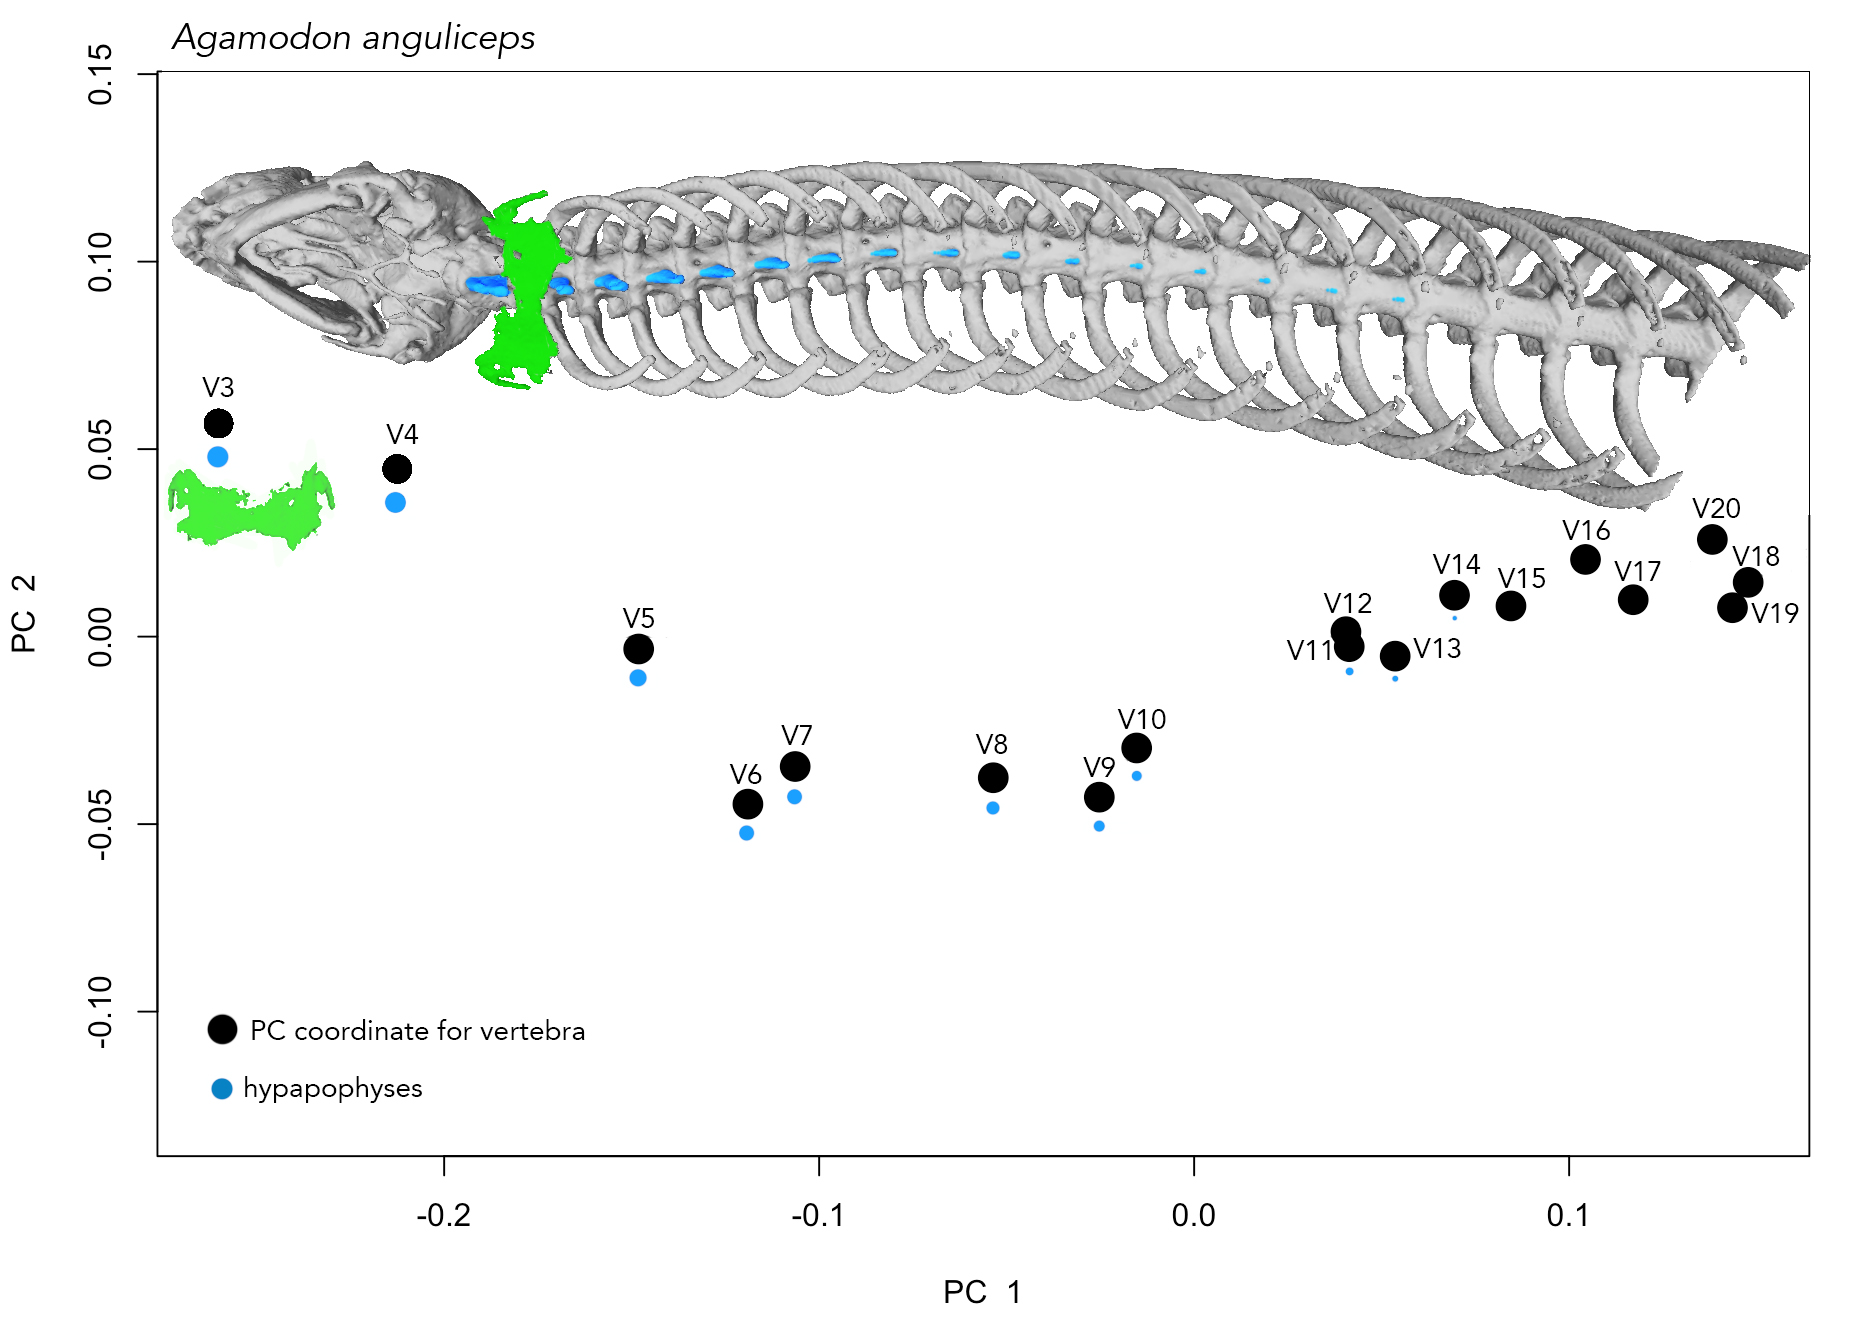 Agamodon anguliceps
0.15
0.10
0.05
0.00
-0.05
-0.10
PC 2
V3
V4
V5
V6
V7
V8
V9
V10
V11
V12
V13
V14
V15
V16
V17
V20
V18
V19
PC coordinate for vertebra
hypapophyses
-0.2
-0.1
0.0
0.1
PC 1